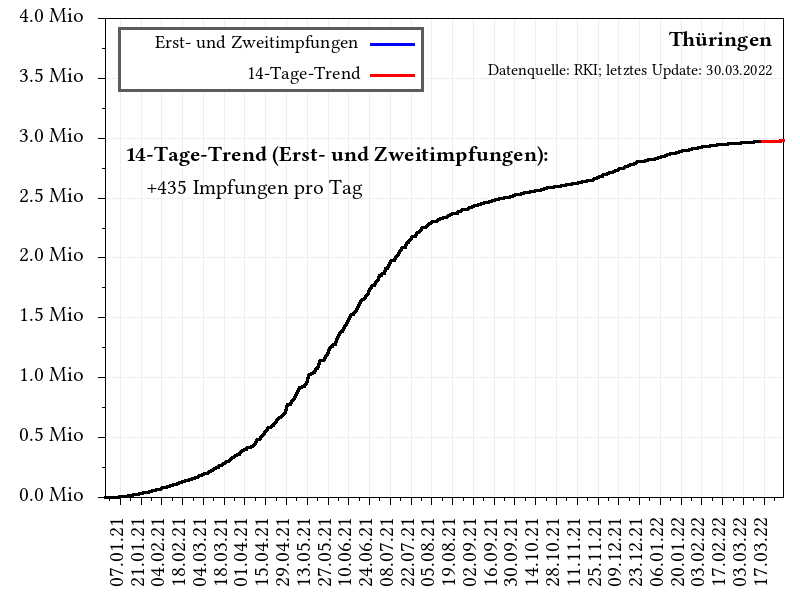 4.0 Mio
3.5 Mio
3.0 Mio
2.5 Mio
2.0 Mio
1.5 Mio
1.0 Mio
0.5 Mio
0.0 Mio
Erst- und Zweitimpfungen
14-Tage-Trend
Thüringen
Datenquelle: RKI; letztes Update: 30.03.2022
14-Tage-Trend (Erst- und Zweitimpfungen):
+435 Impfungen pro Tag
07.01.21
21.01.21
04.02.21
18.02.21
04.03.21
18.03.21
01.04.21
15.04.21
29.04.21
13.05.21
27.05.21
10.06.21
24.06.21
08.07.21
22.07.21
05.08.21
19.08.21
02.09.21
16.09.21
30.09.21
14.10.21
28.10.21
11.11.21
25.11.21
09.12.21
23.12.21
06.01.22
20.01.22
03.02.22
17.02.22
03.03.22
17.03.22